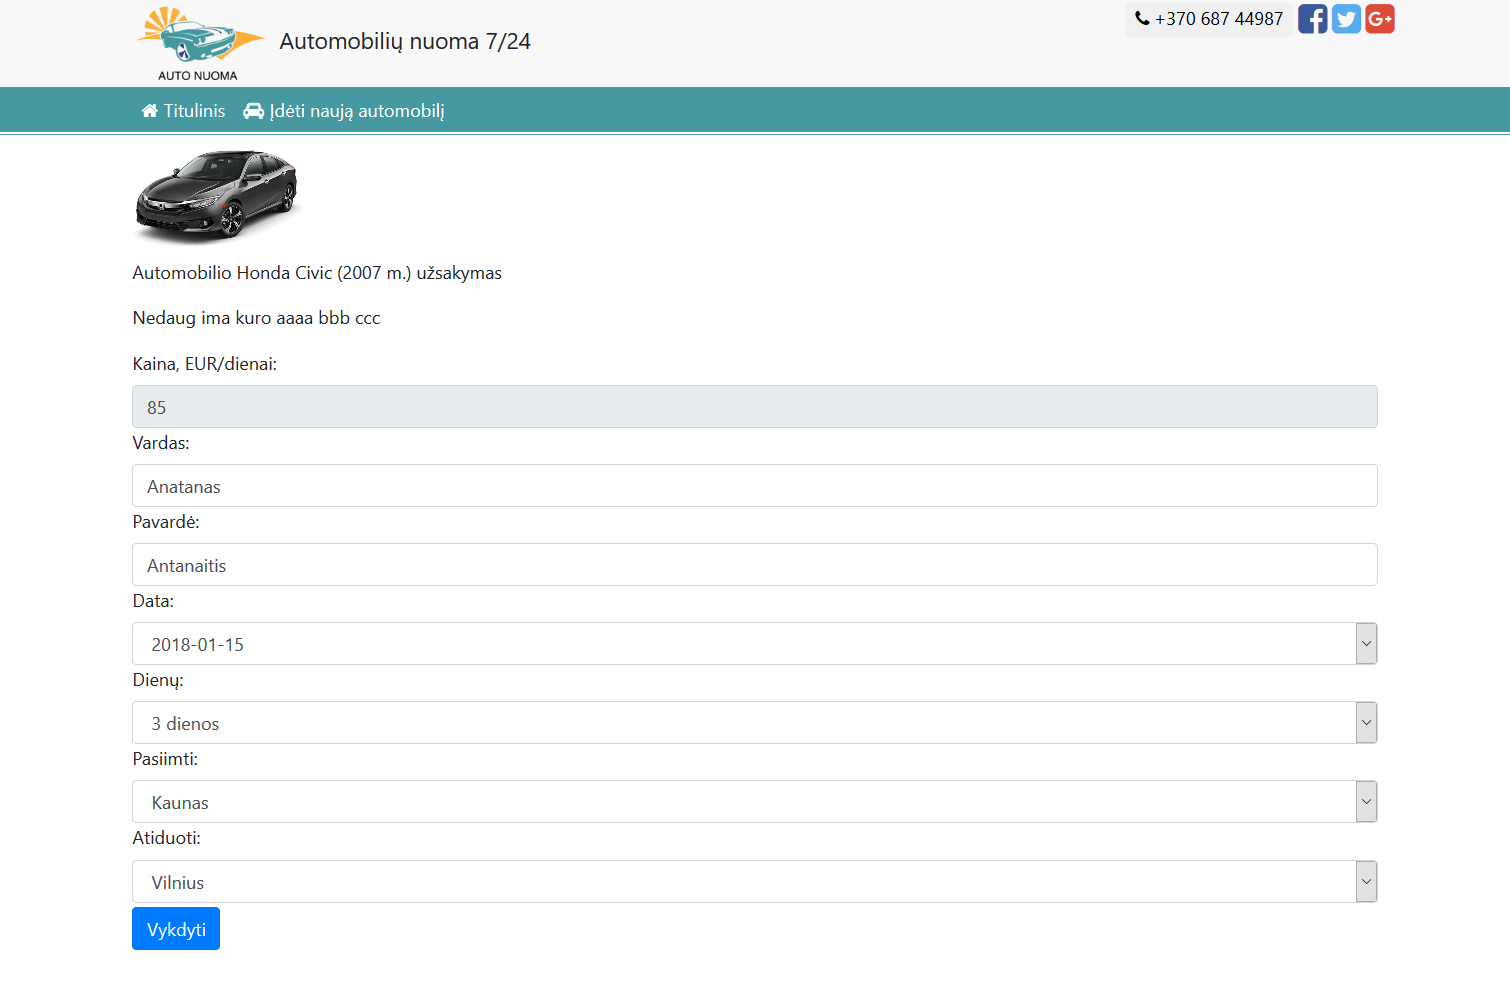 AUTO NUOMA
Automobilių nuoma 7/24
+370 687 44987
Titulinis
Įdėti naują automobilį
Automobilio Honda Civic (2007 m.) užsakymas
Nedaug ima kuro aaaa bbb ccc
Kaina, EUR/dienai:
85
Vardas:
Anatanas
Pavardė:
Antanaitis
Data:
2018-01-15
Dienų:
3 dienos
Pasiimti:
Kaunas
Atiduoti:
Vilnius
Vykdyti